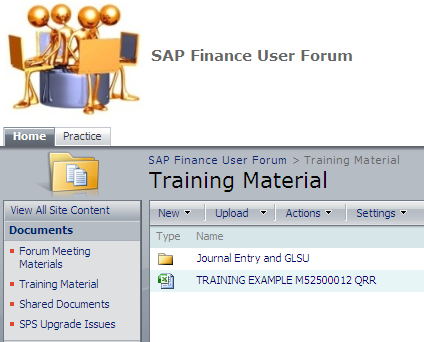 SAP Finance User Forum
Home Practice
SAP Finance User Forum > Training Material
Training Material
View All Site Content
Documents
Forum Meeting
Materials
Training Material
Shared Documents
SPS Upgrade Issues
New Upload Actions Settings
Type Name
Journal Entry and GLSU
TRAINING EXAMPLE M52500012 QRR